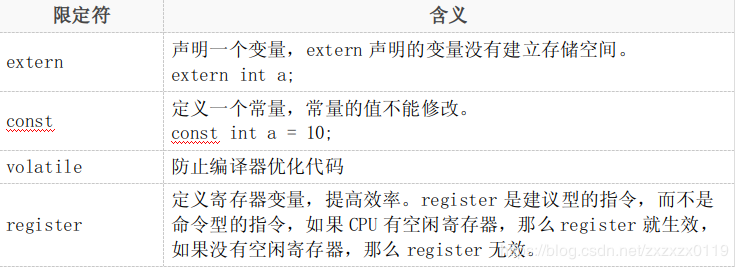 限定符 含义
extern 声明一个变量，extern 声明的变量没有建立存储空间。
extern int a;
const 定义一个常量，常量的值不能修改。
const int a = 10;
volatile 防止编译器优化代码
定义寄存器变量，提高效率。register 是建议型的指令，而不是
register 命令型的指令，如果 CPU 有空闲寄存器，那么 register 就生效，
如果没有空闲寄存器，那么 register 无效。
https://blog.csdn.net/zxzxzx0119